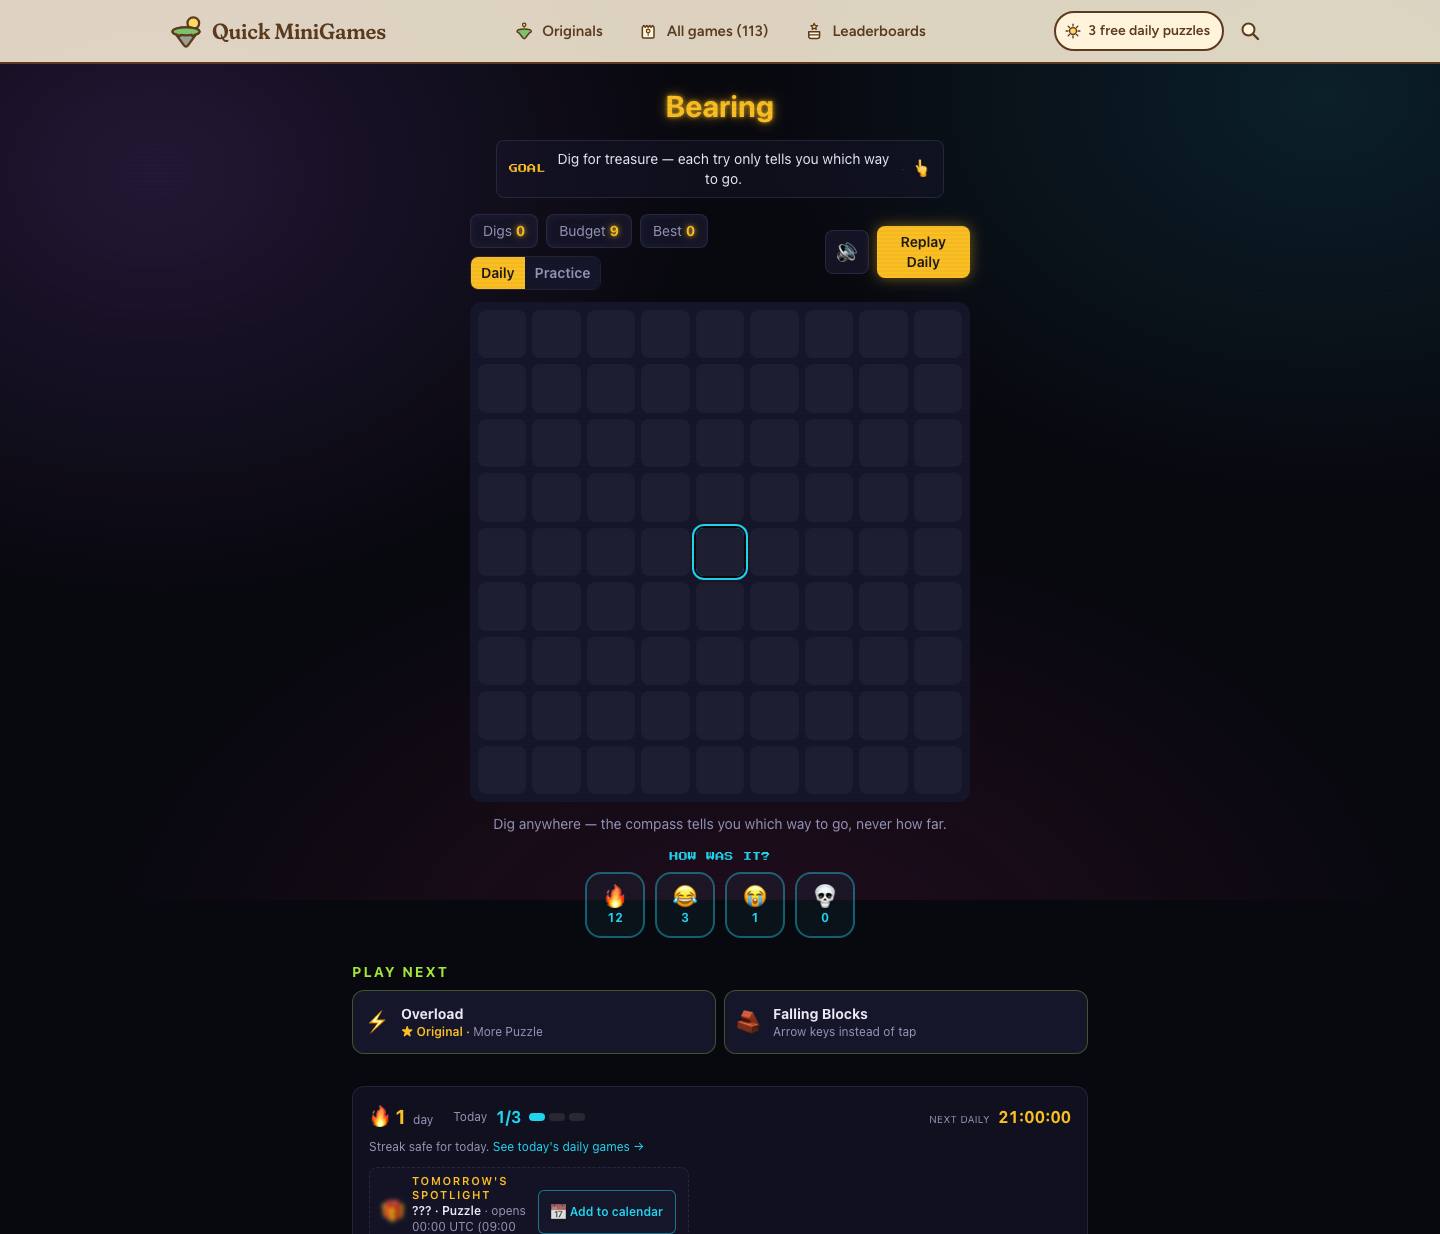 Quick MiniGames
Originals
All games (113)
Leaderboards
3 free daily puzzles
Bearing
GOAL
Dig for treasure — each try only tells you which way
to go.
Digs 0
Budget 9
Best 0
Daily
Practice
Replay
Daily
Dig anywhere — the compass tells you which way to go, never how far.
HOW WAS IT?
12
3
1
0
PLAY NEXT
Overload
Original · More Puzzle
Falling Blocks
Arrow keys instead of tap
1 day
Today 1/3
NEXT DAILY 21:00:00
Streak safe for today. See today's daily games →
TOMORROW'S
SPOTLIGHT
??? · Puzzle · opens
00:00 UTC (09:00
Add to calendar